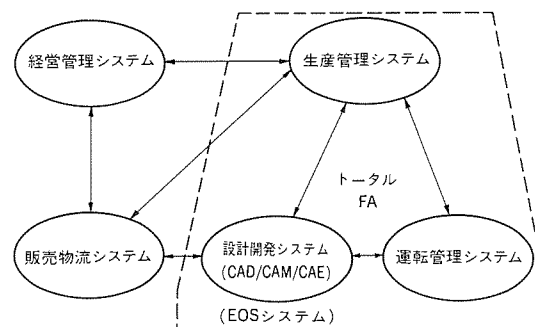 経営管理システム
生産管理システム
トータル
FA
販売物流システム
設計開発システム
(CAD/CAM/CAE)
運転管理システム
(EOSシステム)